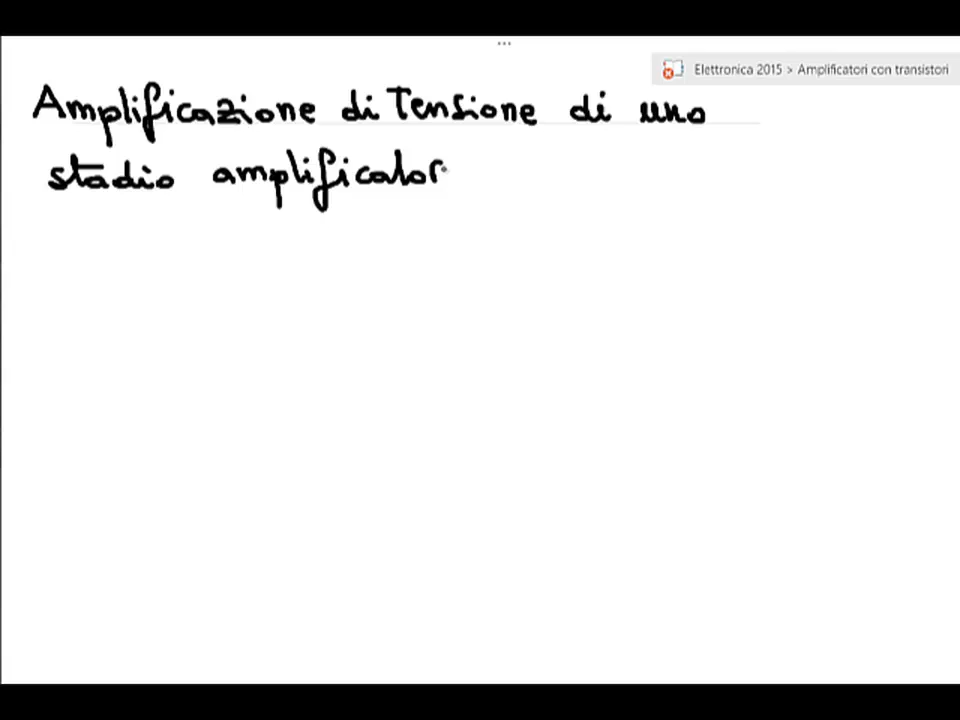 Elettronica 2015 > Amplificatori con transistori
Amplificazione di Tensione di uno
stadio amplificator